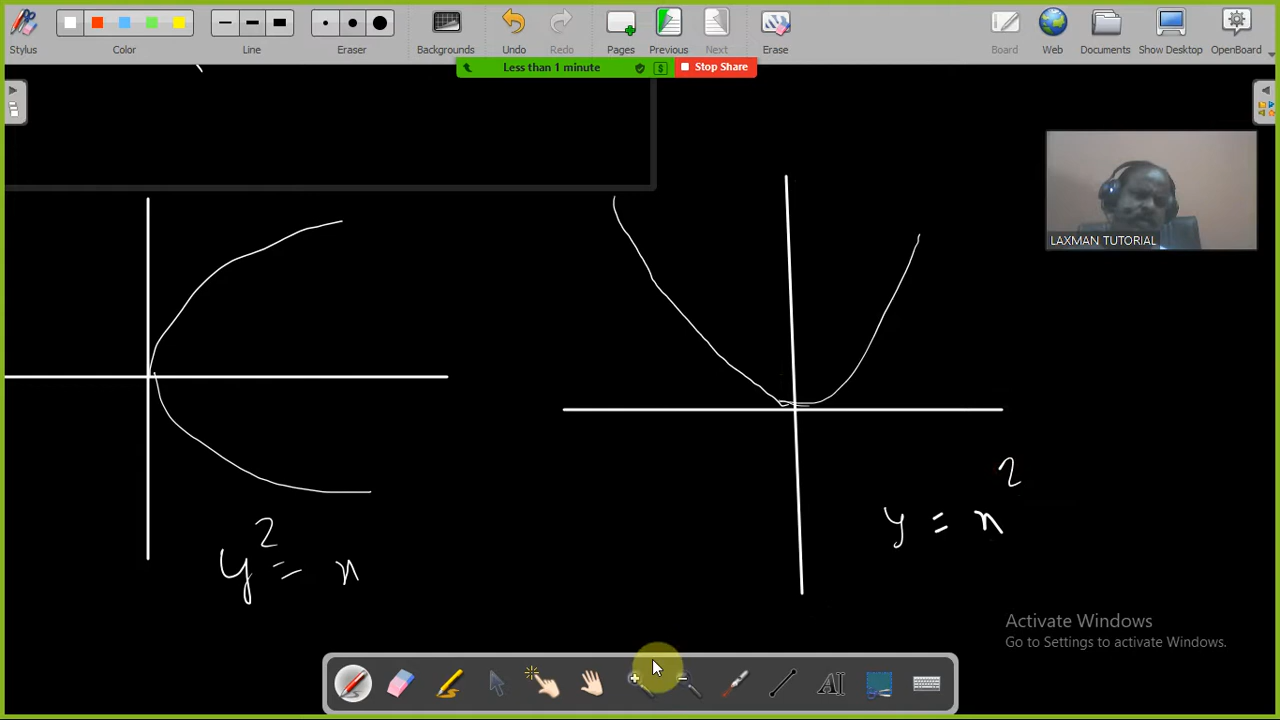 Stylus Color Line Eraser Backgrounds Undo Redo Pages Previous Next Erase Board Web Documents Show Desktop OpenBoard
Less than 1 minute $ Stop Share
LAXMAN TUTORIAL
y = x²
y² = x
Activate Windows
Go to Settings to activate Windows.
AI